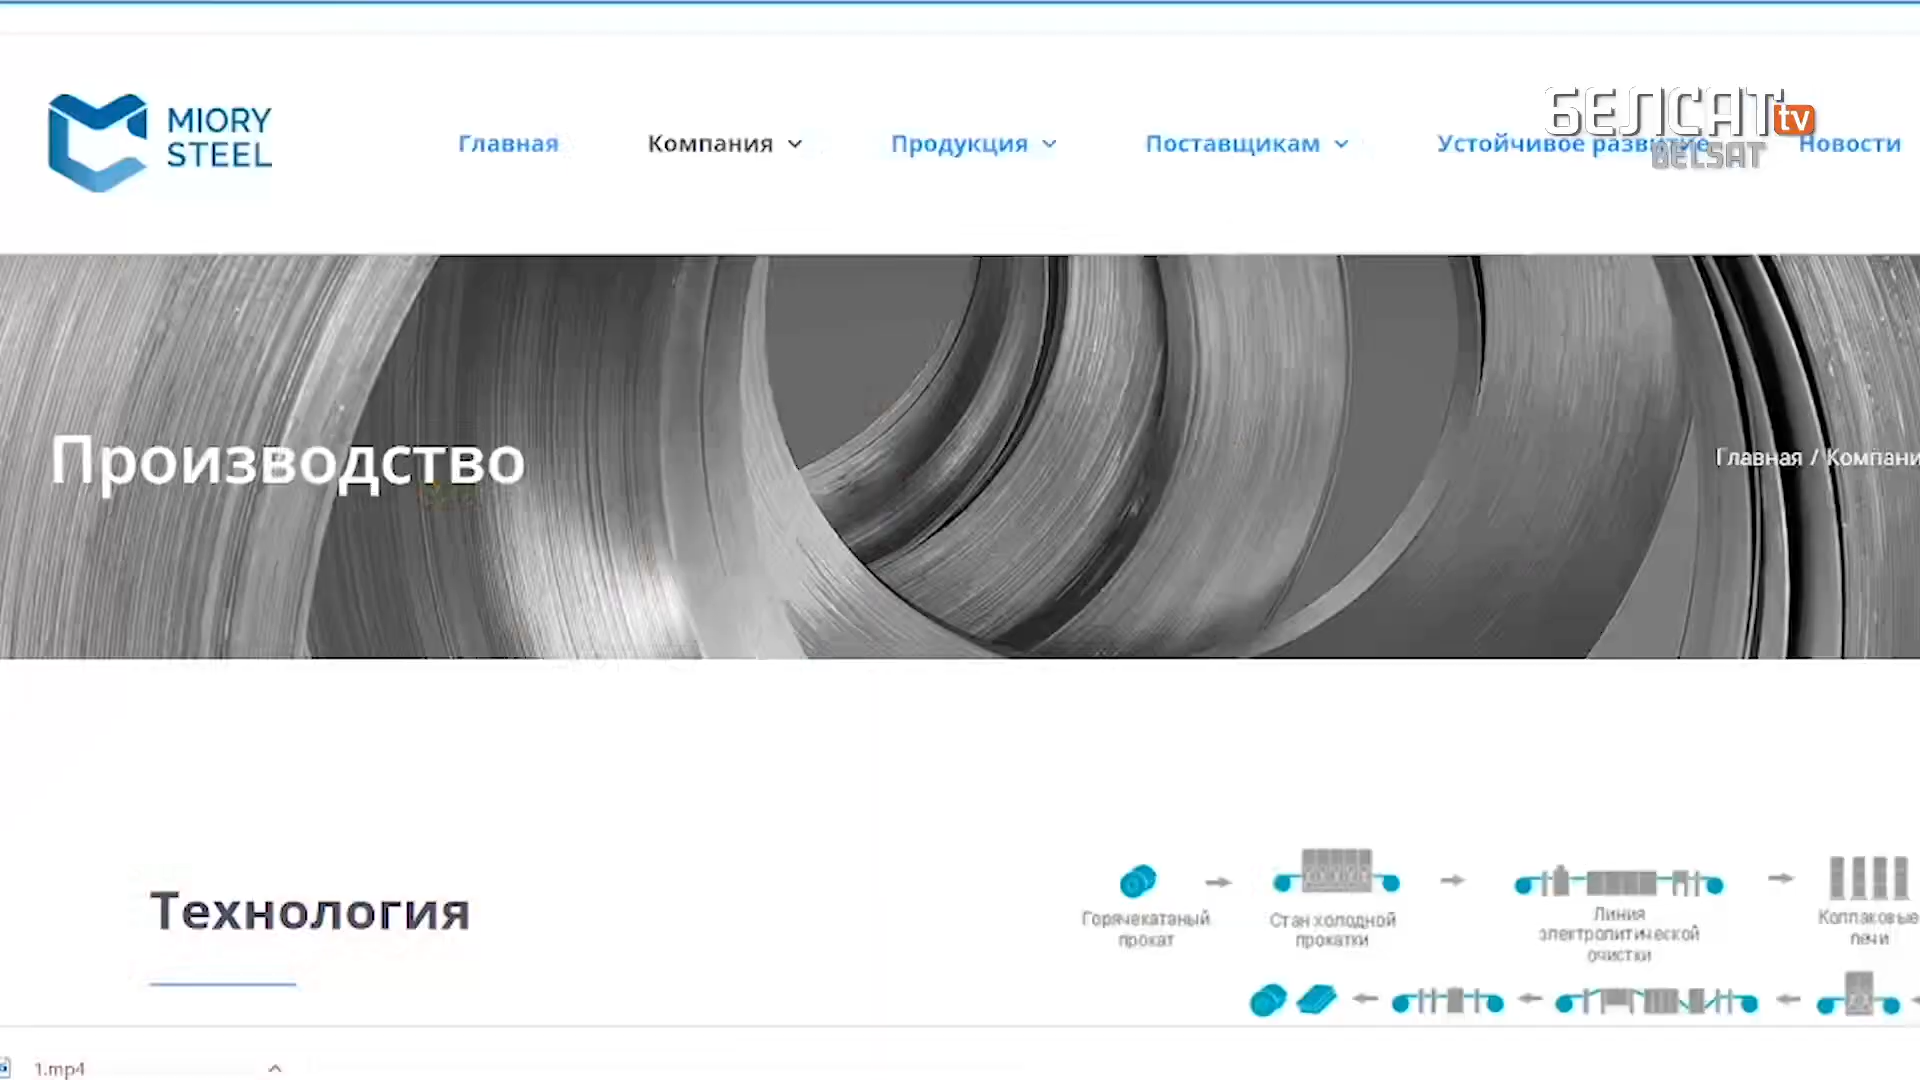 MIORY
STEEL
Главная
Компания
Продукция
Поставщикам
Устойчивое развитие
Новости
БЕЛСАТ tv
BELSAT
Производство
Главная / Компани
Технология
Горячекатаный
прокат
Стан холодной
прокатки
Линия
электролитической
очистки
Колпаковые
печи
1.mp4